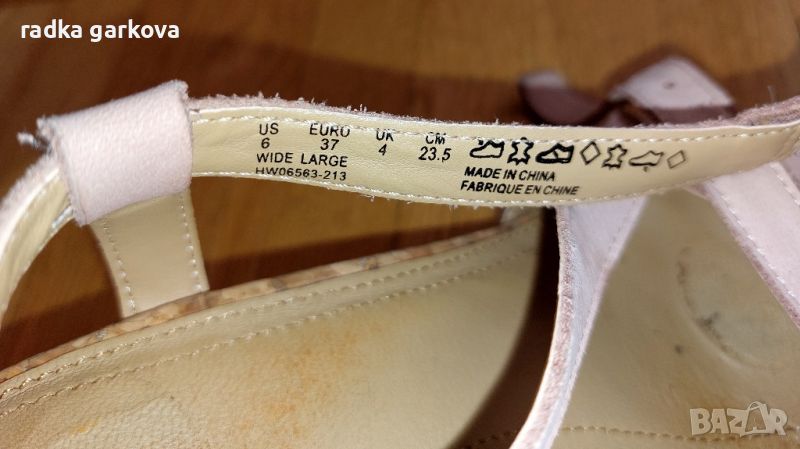 radka garkova
US EURO UK CM
6 37 4 23.5
WIDE LARGE
HW06563-213
MADE IN CHINA
FABRIQUE EN CHINE
BAZAR